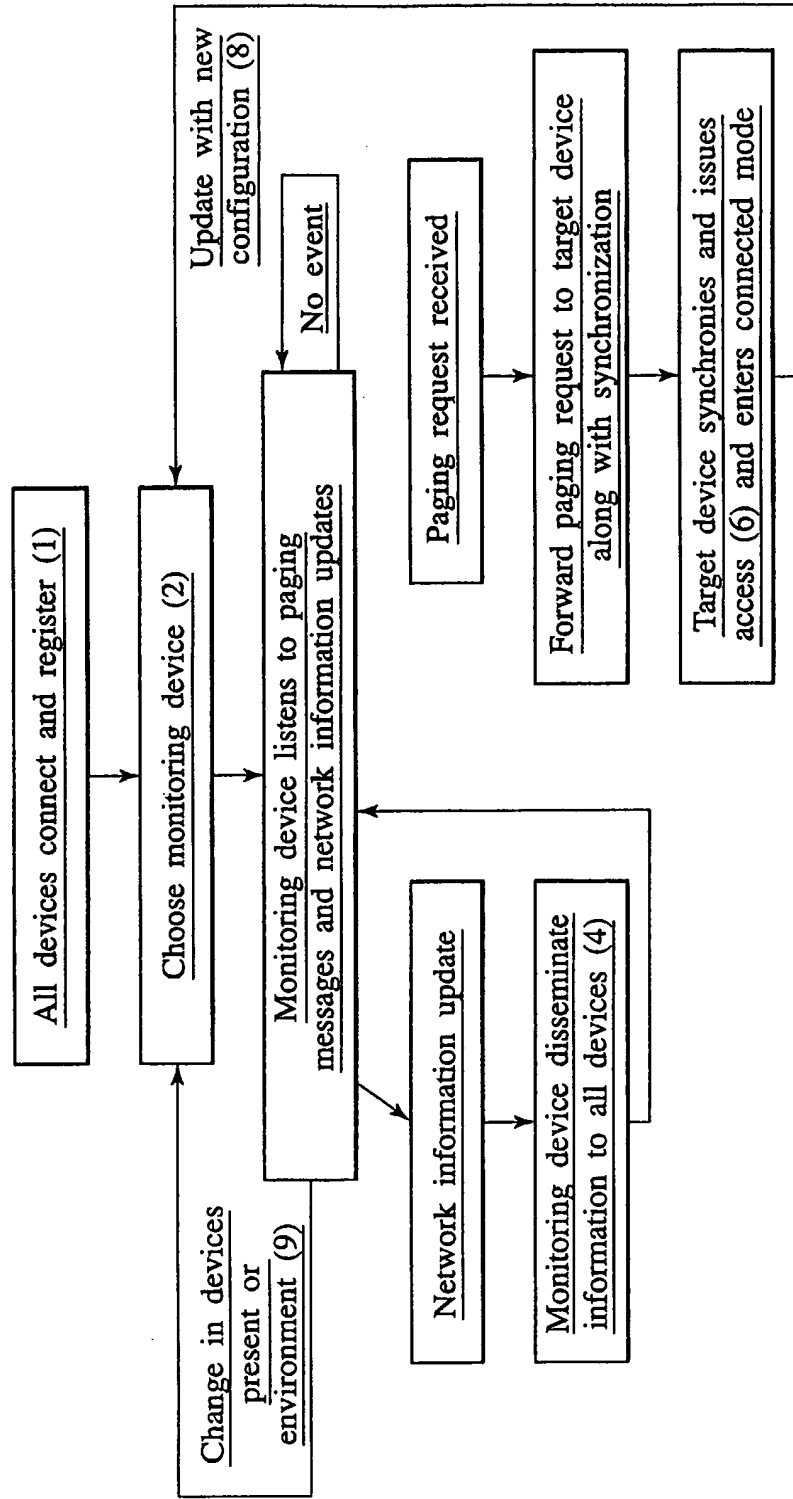 All devices connect and register (1)
Choose monitoring device (2)
Update with new
configuration (8)
Change in devices
present or
environment (9)
Monitoring device listens to paging
messages and network information updates
No event
Network information update
Monitoring device disseminate
information to all devices (4)
Paging request received
Forward paging request to target device
along with synchronization
Target device synchronies and issues
access (6) and enters connected mode